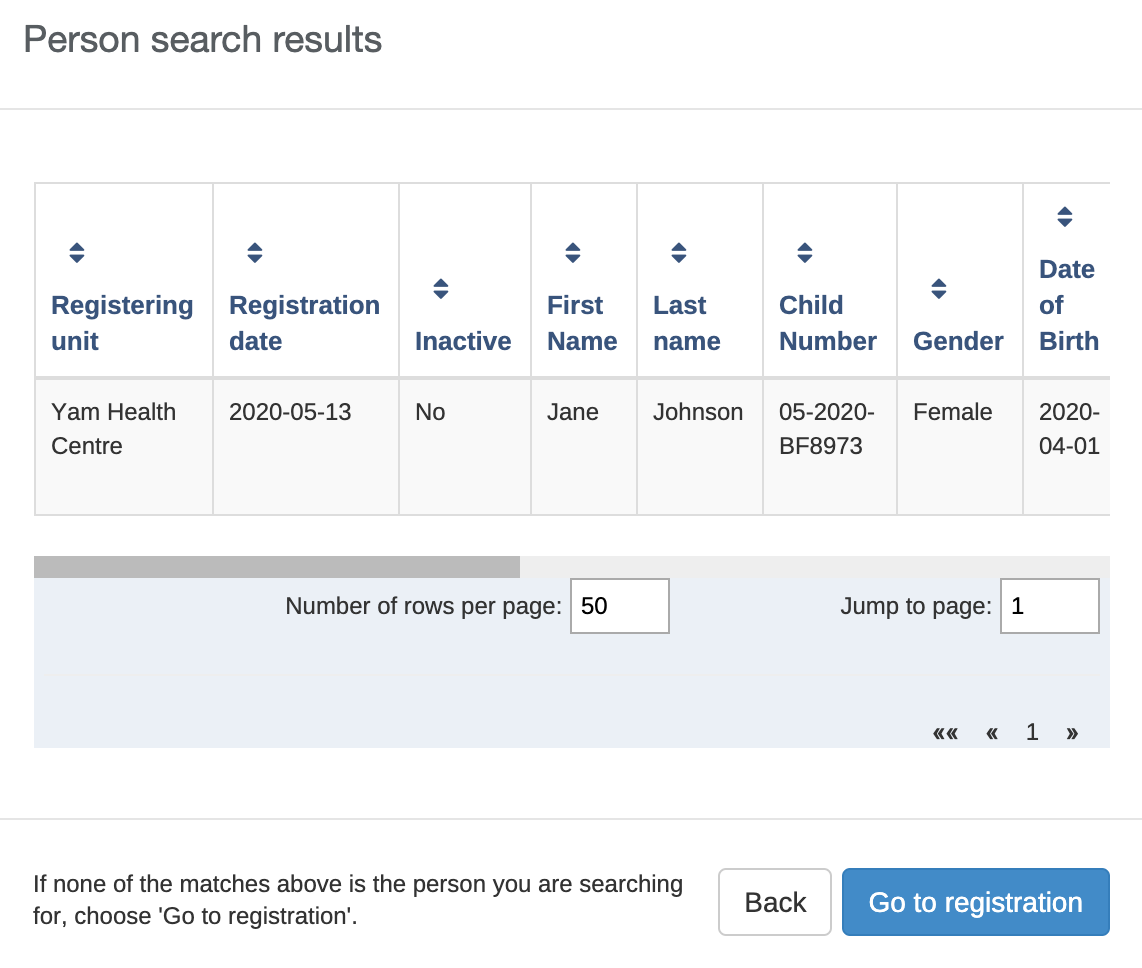 Person search results
Registering unit
Registration date
Inactive
First Name
Last name
Child Number
Gender
Date of Birth
Yam Health Centre
2020-05-13
No
Jane
Johnson
05-2020-BF8973
Female
2020-04-01
Number of rows per page: 50
Jump to page: 1
«« « 1 »
If none of the matches above is the person you are searching
for, choose 'Go to registration'.
Back
Go to registration